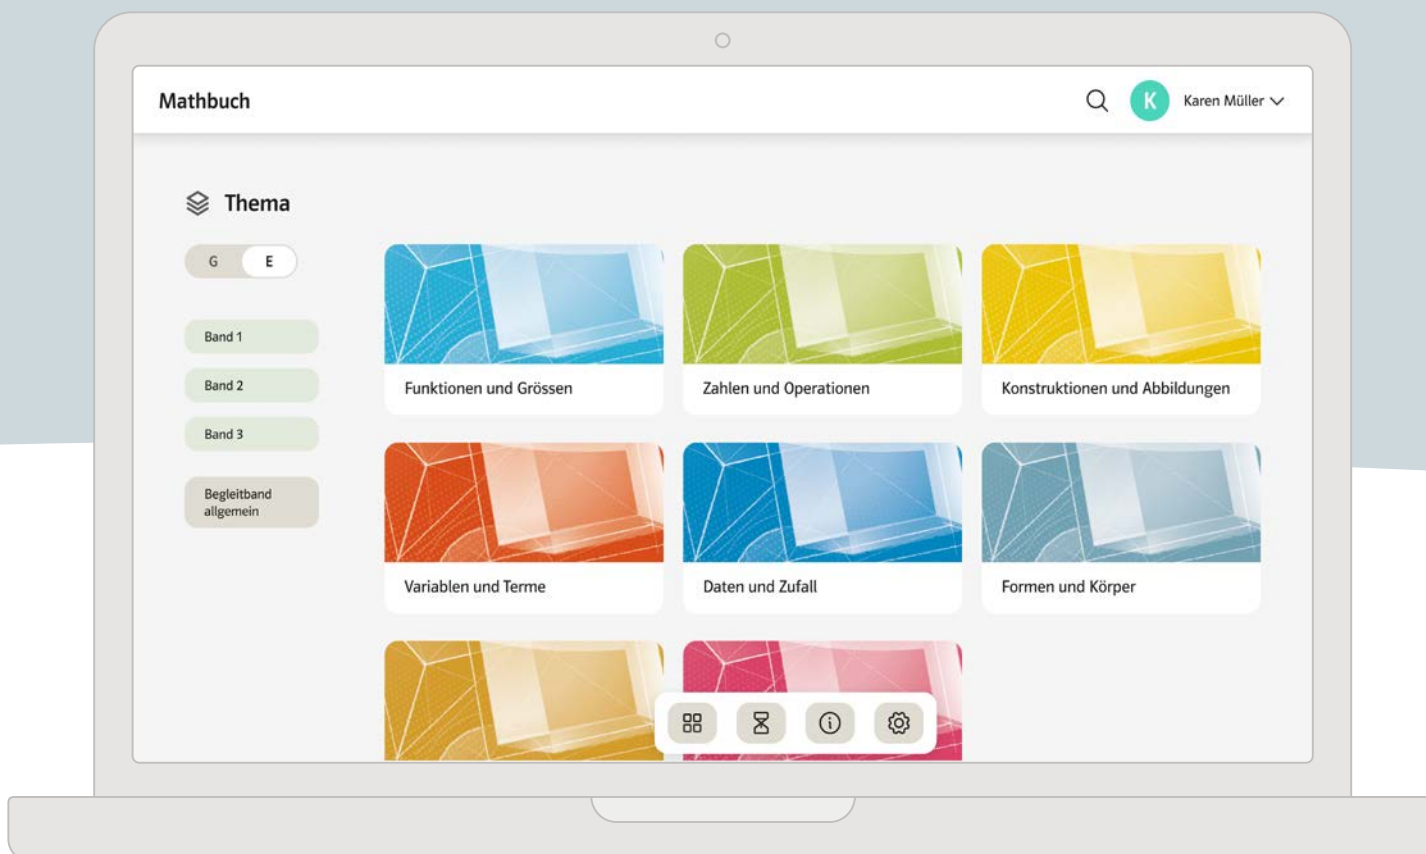 Mathbuch
K
Karen Müller
Thema
G
E
Band 1
Band 2
Band 3
Begleitband
allgemein
Funktionen und Grössen
Zahlen und Operationen
Konstruktionen und Abbildungen
Variablen und Terme
Daten und Zufall
Formen und Körper